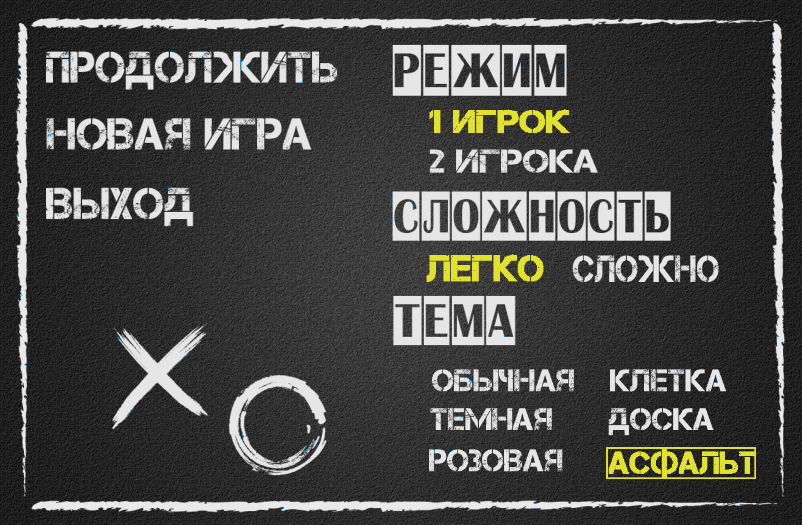 ПРОДОЛЖИТЬ
НОВАЯ ИГРА
ВЫХОД
РЕЖИМ
1 ИГРОК
2 ИГРОКА
СЛОЖНОСТЬ
ЛЕГКО СЛОЖНО
ТЕМА
ОБЫЧНАЯ КЛЕТКА
ТЕМНАЯ ДОСКА
РОЗОВАЯ АСФАЛЬТ